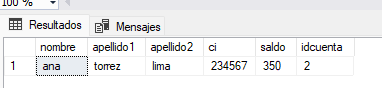 100 %
Resultados Mensajes
nombre apellido1 apellido2 ci saldo idcuenta
1 ana torrez lima 234567 350 2